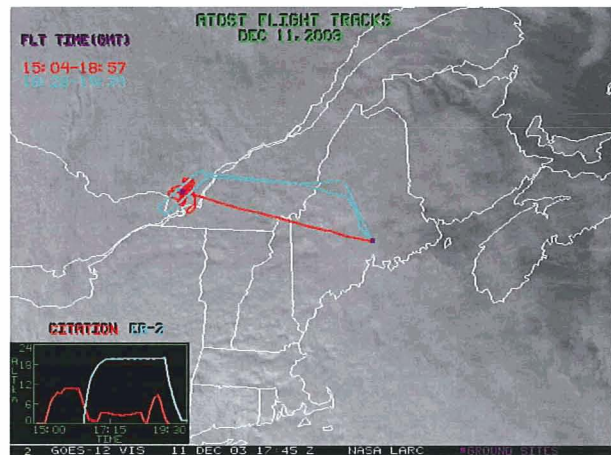 ATOST FLIGHT TRACKS
DEC 11, 2003
FLT TIME(GMT)
15:04-18:57
CITATION ER-2
24
18
12
6
0
15:00 17:15 19:30
TIME
2 GOES-12 VIS 11 DEC 03 17:45 Z NASA LARC #GROUND SITES